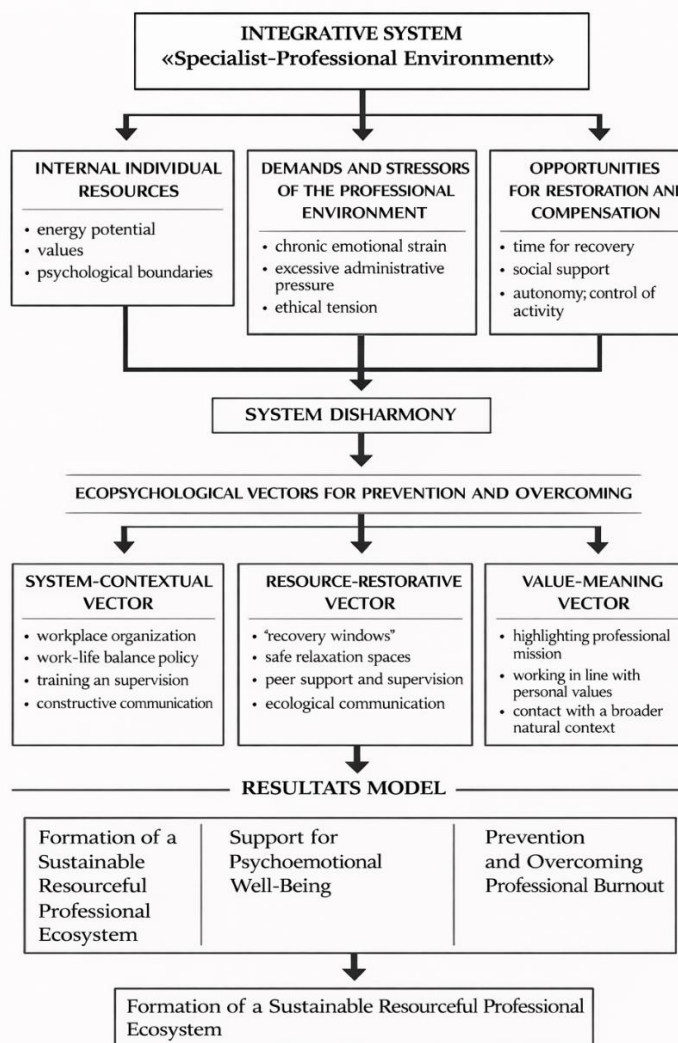 INTEGRATIVE SYSTEM
«Specialist-Professional Environment»
INTERNAL INDIVIDUAL
RESOURCES
• energy potential
• values
• psychological boundaries
DEMANDS AND STRESSORS
OF THE PROFESSIONAL
ENVIRONMENT
• chronic emotional strain
• excessive administrative
pressure
• ethical tension
OPPORTUNITIES
FOR RESTORATION AND
COMPENSATION
• time for recovery
• social support
• autonomy; control of
activity
SYSTEM DISHARMONY
ECOPSYCHOLOGICAL VECTORS FOR PREVENTION AND OVERCOMING
SYSTEM-CONTEXTUAL
VECTOR
• workplace organization
• work-life balance policy
• training an supervision
• constructive communication
RESOURCE-RESTORATIVE
VECTOR
• “recovery windows”
• safe relaxation spaces
• peer support and supervision
• ecological communication
VALUE-MEANING
VECTOR
• highlighting professional
mission
• working in line with
personal values
• contact with a broader
natural context
RESULTATS MODEL
Formation of a
Sustainable
Resourceful
Professional
Ecosystem
Support for
Psychoemotional
Well-Being
Prevention
and Overcoming
Professional Burnout
Formation of a Sustainable Resourceful Professional
Ecosystem